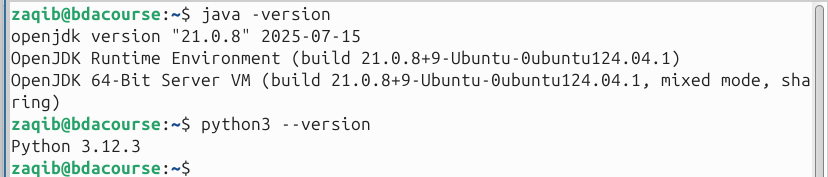 zaqib@bdacourse:~$ java -version
openjdk version "21.0.8" 2025-07-15
OpenJDK Runtime Environment (build 21.0.8+9-Ubuntu-0ubuntu124.04.1)
OpenJDK 64-Bit Server VM (build 21.0.8+9-Ubuntu-0ubuntu124.04.1, mixed mode, sha
ring)
zaqib@bdacourse:~$ python3 --version
Python 3.12.3
zaqib@bdacourse:~$